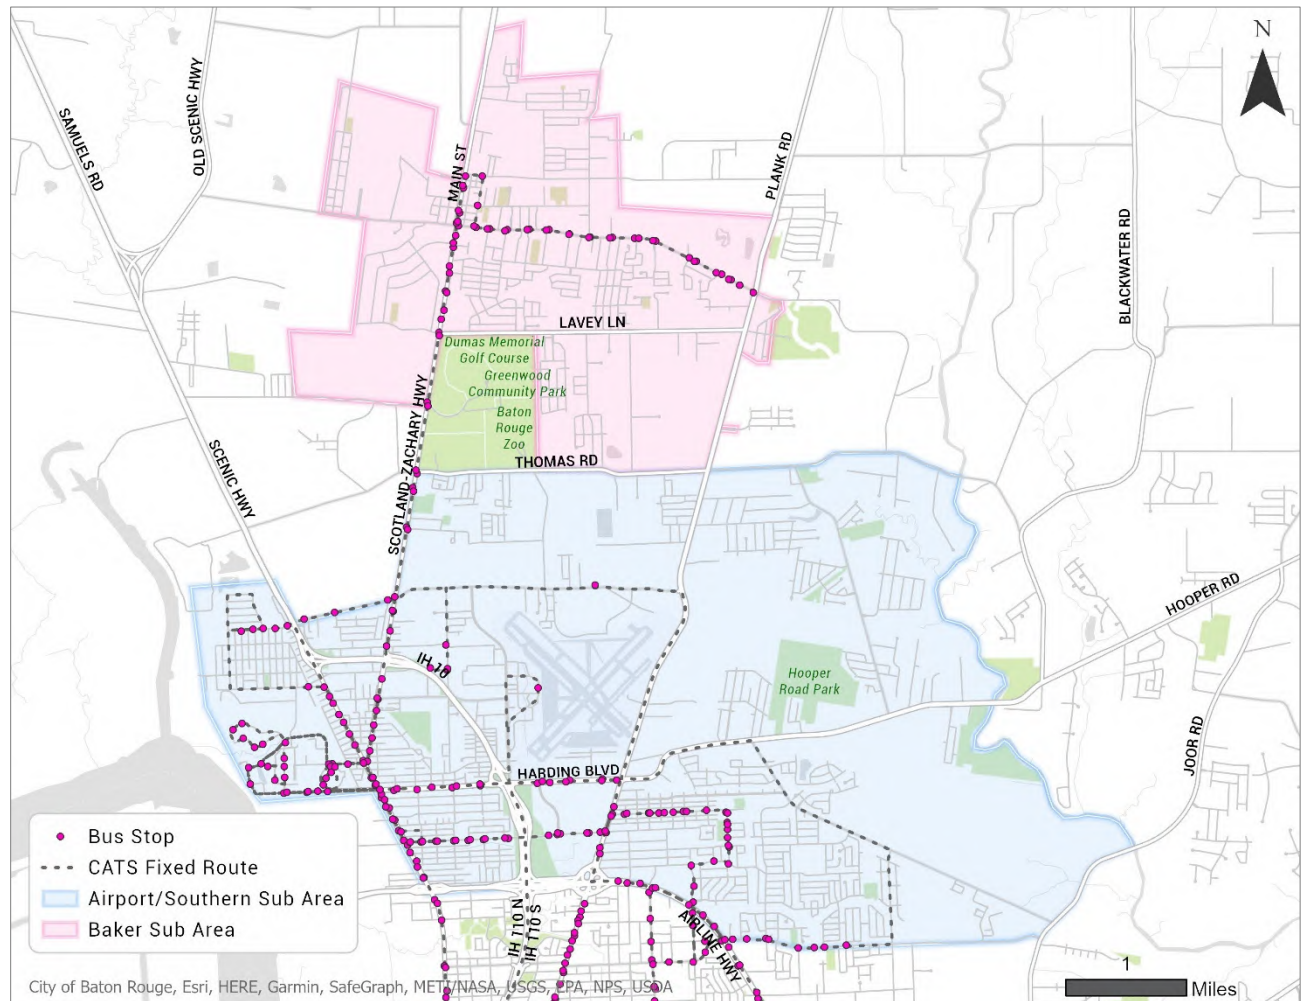 N
SAMUELS RD
OLD SCENIC HWY
MAIN ST
PLANK RD
BLACKWATER RD
LAVEY LN
Dumas Memorial
Golf Course
Greenwood
Community Park
Baton
Rouge
Zoo
THOMAS RD
SCENIC HWY
SCOTLAND-ZACHARY HWY
HOOPER RD
IH 10
Hooper
Road Park
JOOR RD
HARDING BLVD
IH 110 N
IH 110 S
AIRLINE HWY
Bus Stop
CATS Fixed Route
Airport/Southern Sub Area
Baker Sub Area
1
Miles
City of Baton Rouge, Esri, HERE, Garmin, SafeGraph, METI/NASA, USGS, EPA, NPS, USDA